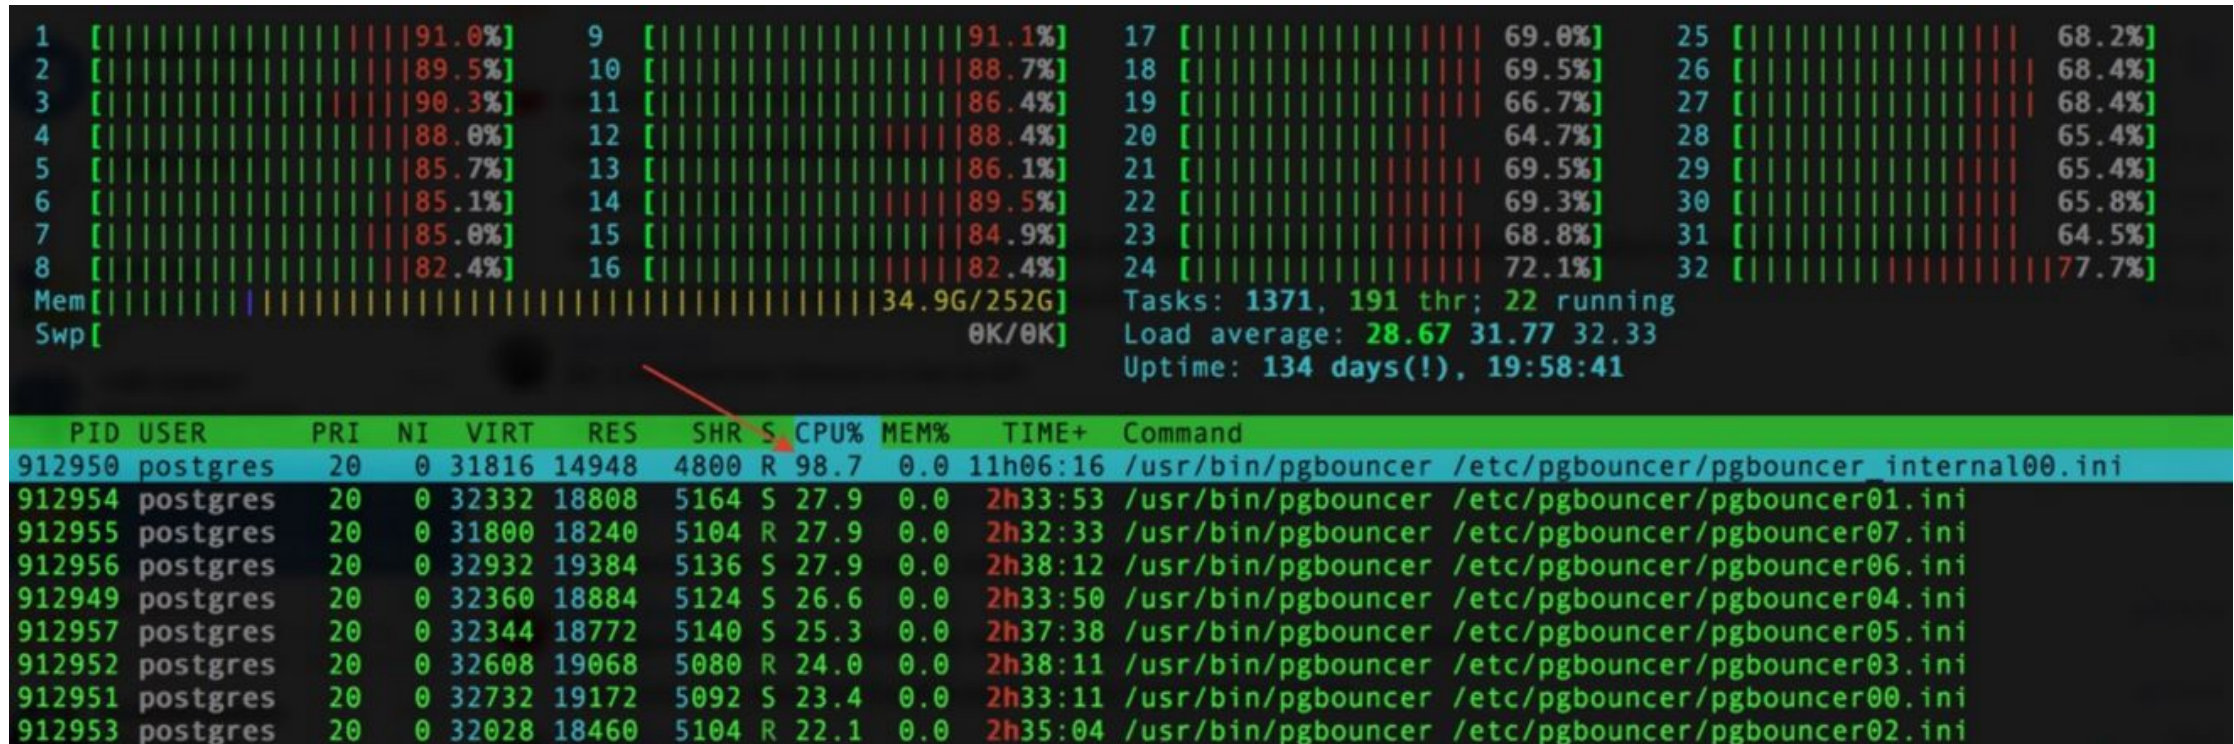 1 [||||||||||||||||||91.0%] 9 [||||||||||||||||||91.1%] 17 [|||||||||||||||| 69.0%] 25 [||||||||||||||| 68.2%]
2 [||||||||||||||||||89.5%] 10 [||||||||||||||||||88.7%] 18 [|||||||||||||||| 69.5%] 26 [|||||||||||||||| 68.4%]
3 [||||||||||||||||||90.3%] 11 [|||||||||||||||||86.4%] 19 [|||||||||||||||| 66.7%] 27 [|||||||||||||||| 68.4%]
4 [|||||||||||||||||88.0%] 12 [||||||||||||||||||88.4%] 20 [|||||||||||||| 64.7%] 28 [||||||||||||||| 65.4%]
5 [|||||||||||||||||85.7%] 13 [|||||||||||||||||86.1%] 21 [|||||||||||||||| 69.5%] 29 [||||||||||||||| 65.4%]
6 [|||||||||||||||||85.1%] 14 [||||||||||||||||||89.5%] 22 [||||||||||||||| 69.3%] 30 [||||||||||||||| 65.8%]
7 [|||||||||||||||||85.0%] 15 [|||||||||||||||||84.9%] 23 [|||||||||||||||| 68.8%] 31 [||||||||||||||| 64.5%]
8 [|||||||||||||||||82.4%] 16 [|||||||||||||||||82.4%] 24 [|||||||||||||||| 72.1%] 32 [|||||||||||||||||77.7%]
Mem[||||||||||||||||||||||||||||||||||||||||||||34.9G/252G] Tasks: 1371, 191 thr; 22 running
Swp[ 0K/0K] Load average: 28.67 31.77 32.33
Uptime: 134 days(!), 19:58:41
PID USER PRI NI VIRT RES SHR S CPU% MEM% TIME+ Command
912950 postgres 20 0 31816 14948 4800 R 98.7 0.0 11h06:16 /usr/bin/pgbouncer /etc/pgbouncer/pgbouncer_internal00.ini
912954 postgres 20 0 32332 18808 5164 S 27.9 0.0 2h33:53 /usr/bin/pgbouncer /etc/pgbouncer/pgbouncer01.ini
912955 postgres 20 0 31800 18240 5104 R 27.9 0.0 2h32:33 /usr/bin/pgbouncer /etc/pgbouncer/pgbouncer07.ini
912956 postgres 20 0 32932 19384 5136 S 27.9 0.0 2h38:12 /usr/bin/pgbouncer /etc/pgbouncer/pgbouncer06.ini
912949 postgres 20 0 32360 18884 5124 S 26.6 0.0 2h33:50 /usr/bin/pgbouncer /etc/pgbouncer/pgbouncer04.ini
912957 postgres 20 0 32344 18772 5140 S 25.3 0.0 2h37:38 /usr/bin/pgbouncer /etc/pgbouncer/pgbouncer05.ini
912952 postgres 20 0 32608 19068 5080 R 24.0 0.0 2h38:11 /usr/bin/pgbouncer /etc/pgbouncer/pgbouncer03.ini
912951 postgres 20 0 32732 19172 5092 S 23.4 0.0 2h33:11 /usr/bin/pgbouncer /etc/pgbouncer/pgbouncer00.ini
912953 postgres 20 0 32028 18460 5104 R 22.1 0.0 2h35:04 /usr/bin/pgbouncer /etc/pgbouncer/pgbouncer02.ini